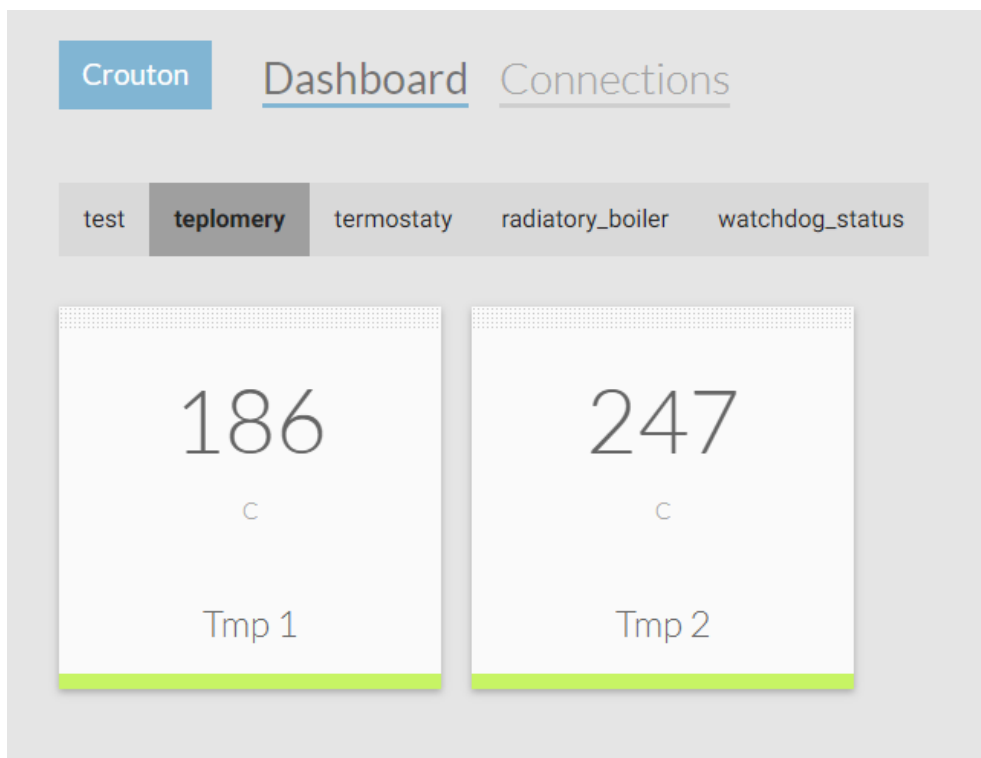 Crouton Dashboard Connections
test teplomery termostaty radiatory_boiler watchdog_status
186 247
C C
Tmp 1 Tmp 2